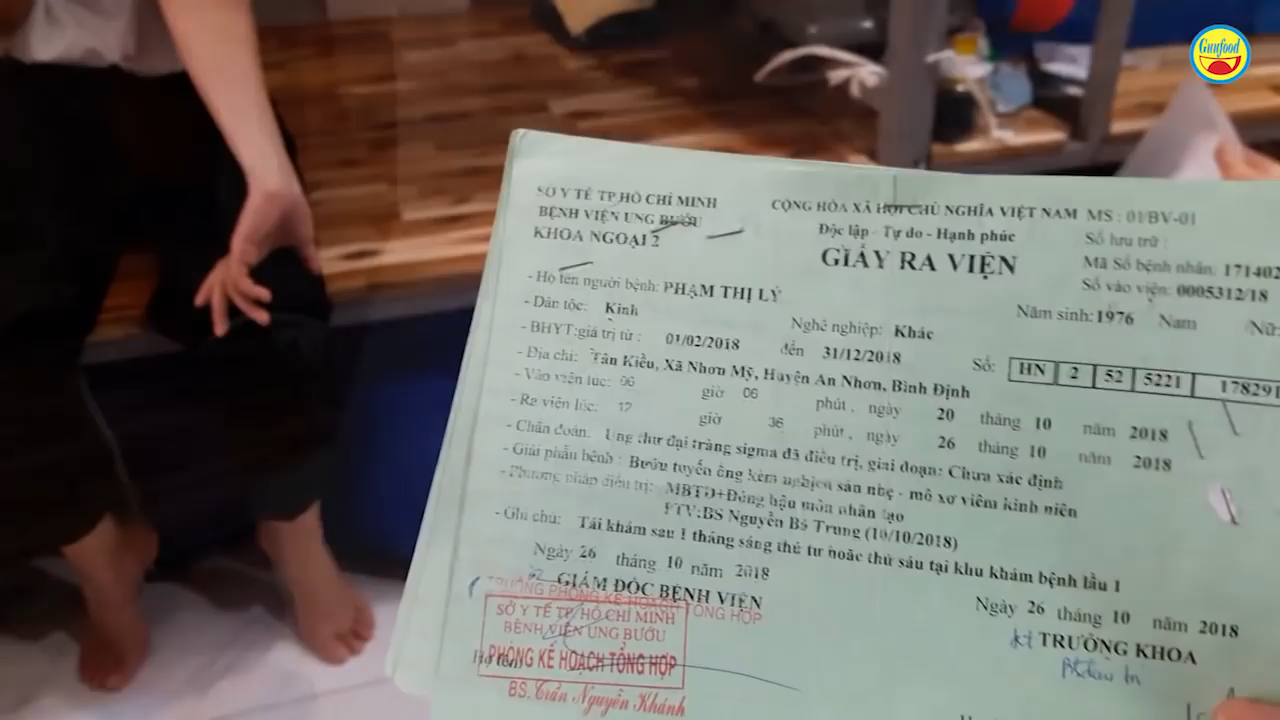 Gunfood
SỞ Y TẾ TP HỒ CHÍ MINH
BỆNH VIỆN UNG BƯỚU
KHOA NGOẠI 2
CỘNG HÒA XÃ HỘI CHỦ NGHĨA VIỆT NAM
Độc lập - Tự do - Hạnh phúc
GIẤY RA VIỆN
MS : 01/BV-01
Số lưu trữ :
Mã Số bệnh nhân: 171402
Số vào viện: 0005312/18
- Họ tên người bệnh: PHẠM THỊ LÝ
Năm sinh: 1976 Nam /Nữ
- Dân tộc: Kinh Nghề nghiệp: Khác
- BHYT: giá trị từ : 01/02/2018 đến 31/12/2018 Số: HN 2 52 5221 178291
- Địa chỉ: Tân Kiều, Xã Nhơn Mỹ, Huyện An Nhơn, Bình Định
- Vào viện lúc: 06 giờ 06 phút, ngày 20 tháng 10 năm 2018
- Ra viện lúc: 12 giờ 36 phút, ngày 26 tháng 10 năm 2018
- Chẩn đoán: Ung thư đại tràng sigma đã điều trị, giai đoạn: Chưa xác định
- Giải phẫu bệnh : Bướu tuyến ống kèm nghịch sản nhẹ - mô xơ viêm kinh niên
- Phương pháp điều trị: MBTD+Đóng hậu môn nhân tạo
PTV:BS Nguyễn Bá Trung (10/10/2018)
- Ghi chú: Tái khám sau 1 tháng sáng thứ tư hoặc thứ sáu tại khu khám bệnh lầu 1
Ngày 26 tháng 10 năm 2018
GIÁM ĐỐC BỆNH VIỆN
TRƯỞNG PHÒNG KẾ HOẠCH TỔNG HỢP
SỞ Y TẾ TP/HỒ CHÍ MINH
BỆNH VIỆN UNG BƯỚU
PHÒNG KẾ HOẠCH TỔNG HỢP
Họ tên
BS. Trần Nguyễn Khánh
Ngày 26 tháng 10 năm 2018
kt TRƯỞNG KHOA